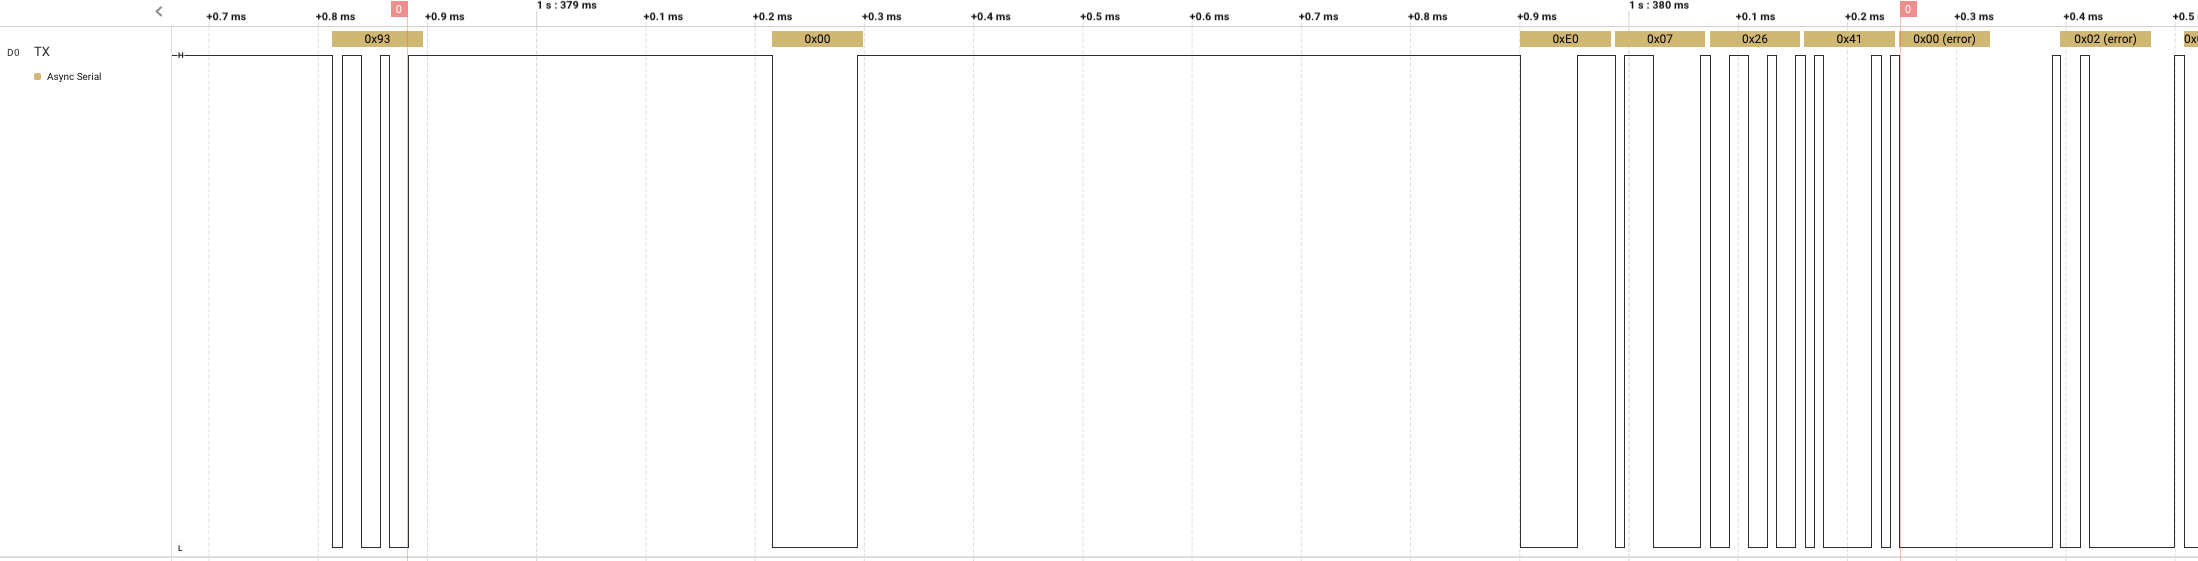 1 s : 379 ms 1 s : 380 ms
+0.7 ms +0.8 ms 0 +0.9 ms +0.1 ms +0.2 ms +0.3 ms +0.4 ms +0.5 ms +0.6 ms +0.7 ms +0.8 ms +0.9 ms +0.1 ms +0.2 ms 0 +0.3 ms +0.4 ms +0.5
0x93 0x00 0xE0 0x07 0x26 0x41 0x00 (error) 0x02 (error) 0x
D0 TX H
Async Serial
L